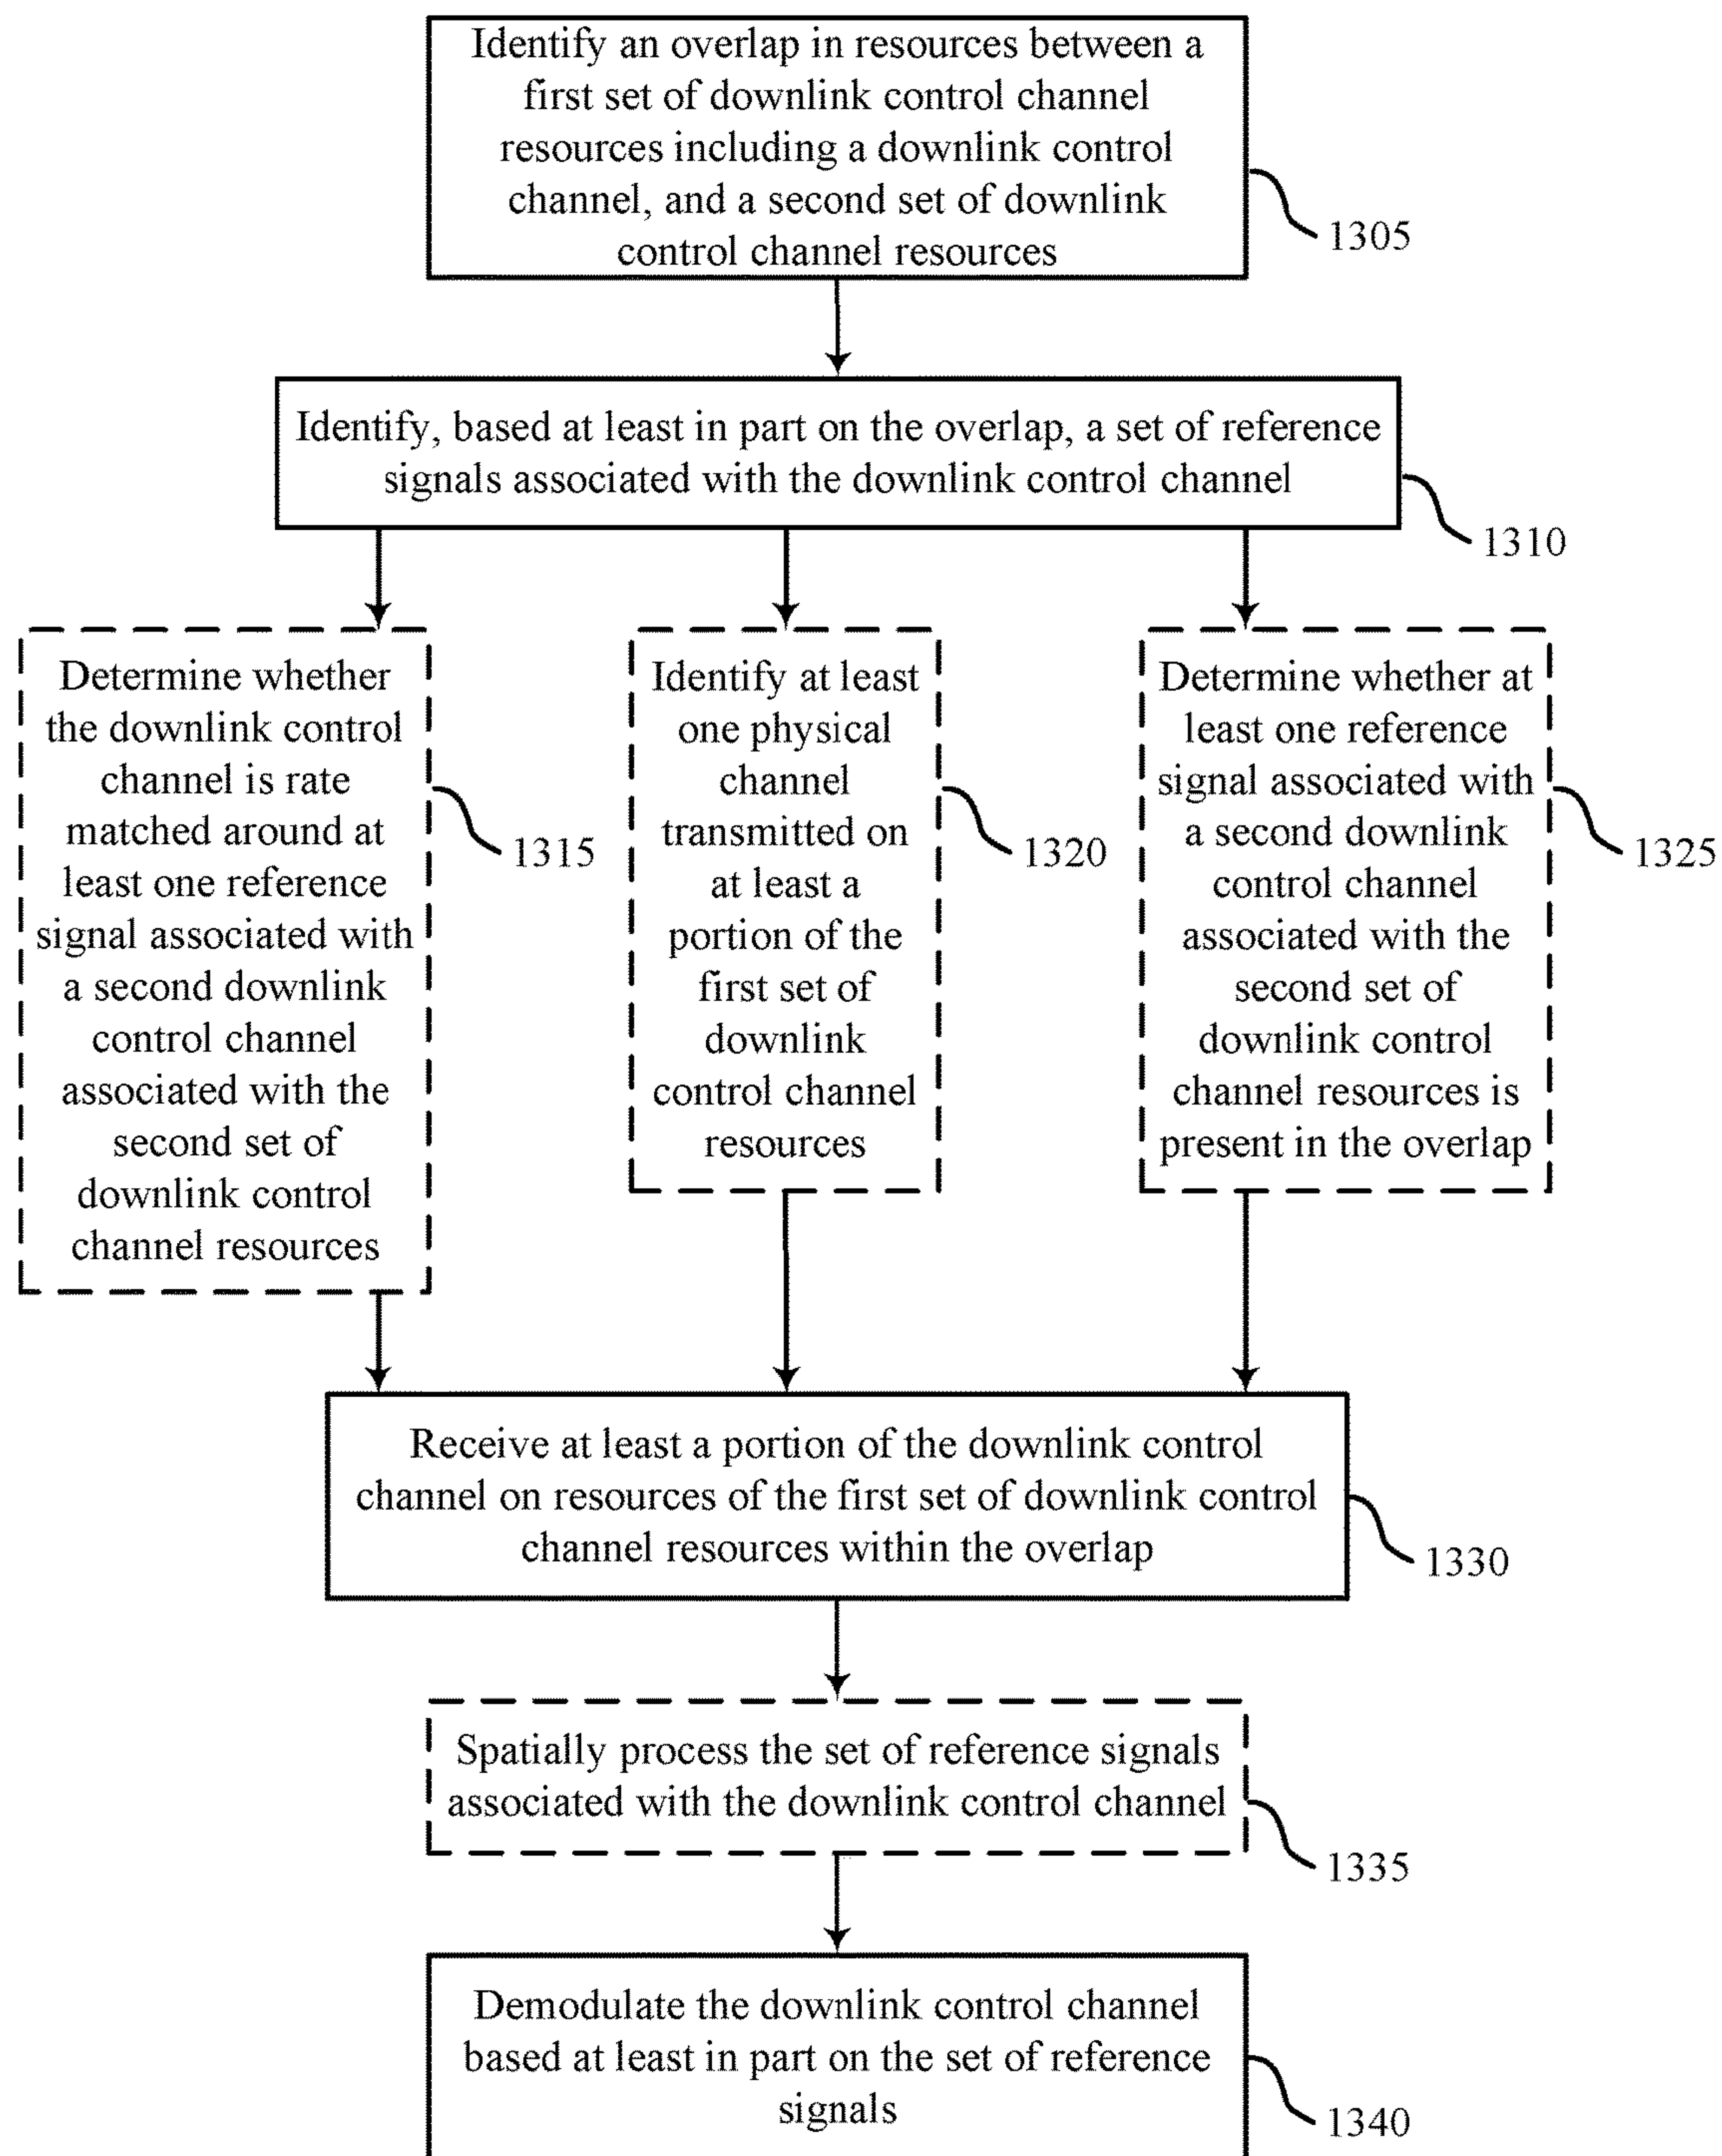 Identify an overlap in resources between a
first set of downlink control channel
resources including a downlink control
channel, and a second set of downlink
control channel resources
1305
Identify, based at least in part on the overlap, a set of reference
signals associated with the downlink control channel
1310
Determine whether
the downlink control
channel is rate
matched around at
least one reference
signal associated with
a second downlink
control channel
associated with the
second set of
downlink control
channel resources
1315
Identify at least
one physical
channel
transmitted on
at least a
portion of the
first set of
downlink
control channel
resources
1320
Determine whether at
least one reference
signal associated with
a second downlink
control channel
associated with the
second set of
downlink control
channel resources is
present in the overlap
1325
Receive at least a portion of the downlink control
channel on resources of the first set of downlink control
channel resources within the overlap
1330
Spatially process the set of reference signals
associated with the downlink control channel
1335
Demodulate the downlink control channel
based at least in part on the set of reference
signals
1340